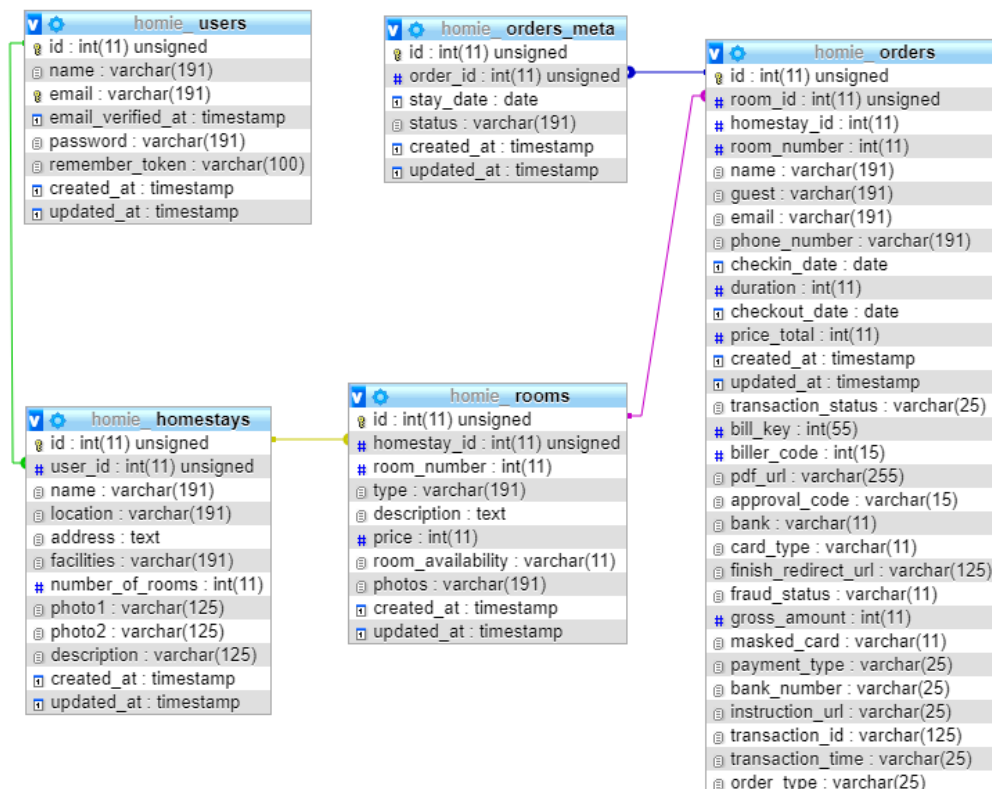 homie_ users
id : int(11) unsigned
name : varchar(191)
email : varchar(191)
email_verified_at : timestamp
password : varchar(191)
remember_token : varchar(100)
created_at : timestamp
updated_at : timestamp
homie_ orders_meta
id : int(11) unsigned
order_id : int(11) unsigned
stay_date : date
status : varchar(191)
created_at : timestamp
updated_at : timestamp
homie_ orders
id : int(11) unsigned
room_id : int(11) unsigned
homestay_id : int(11)
room_number : int(11)
name : varchar(191)
guest : varchar(191)
email : varchar(191)
phone_number : varchar(191)
checkin_date : date
duration : int(11)
checkout_date : date
price_total : int(11)
created_at : timestamp
updated_at : timestamp
transaction_status : varchar(25)
bill_key : int(55)
biller_code : int(15)
pdf_url : varchar(255)
approval_code : varchar(15)
bank : varchar(11)
card_type : varchar(11)
finish_redirect_url : varchar(125)
fraud_status : varchar(11)
gross_amount : int(11)
masked_card : varchar(11)
payment_type : varchar(25)
bank_number : varchar(25)
instruction_url : varchar(25)
transaction_id : varchar(125)
transaction_time : varchar(25)
order_type : varchar(25)
homie_ homestays
id : int(11) unsigned
user_id : int(11) unsigned
name : varchar(191)
location : varchar(191)
address : text
facilities : varchar(191)
number_of_rooms : int(11)
photo1 : varchar(125)
photo2 : varchar(125)
description : varchar(125)
created_at : timestamp
updated_at : timestamp
homie_ rooms
id : int(11) unsigned
homestay_id : int(11) unsigned
room_number : int(11)
type : varchar(191)
description : text
price : int(11)
room_availability : varchar(11)
photos : varchar(191)
created_at : timestamp
updated_at : timestamp